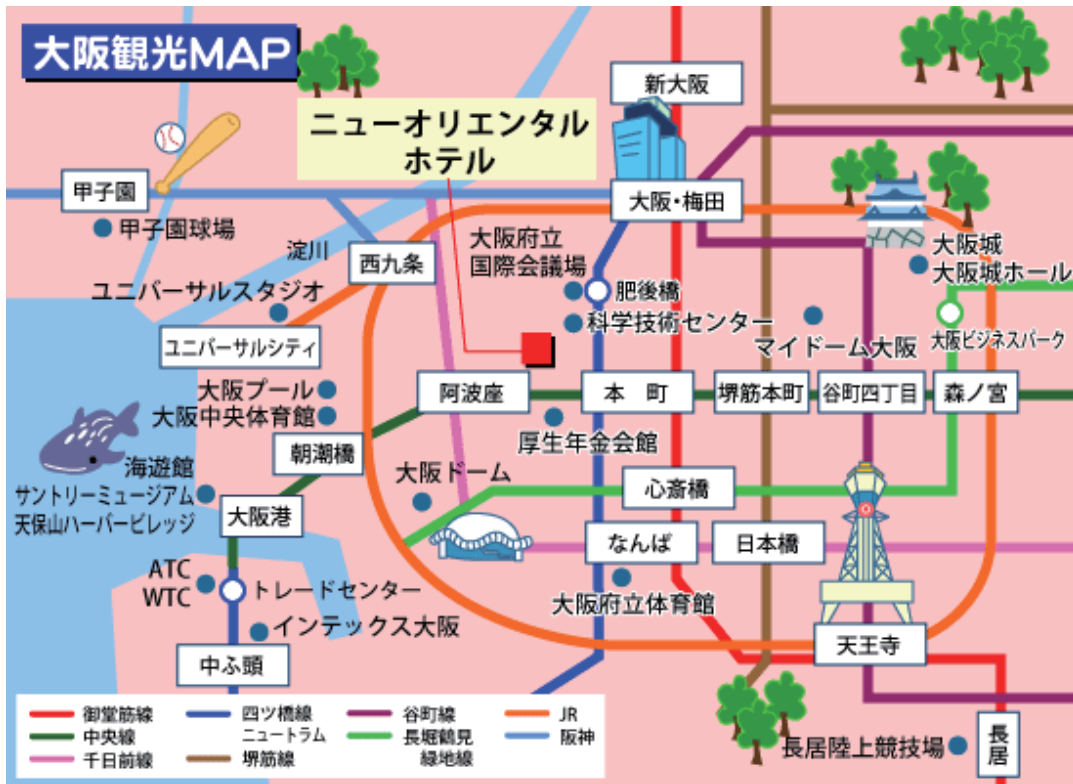 大阪観光MAP
新大阪
ニューオリエンタル
ホテル
甲子園
大阪・梅田
甲子園球場
淀川
西九条
大阪府立
国際会議場
大阪城
大阪城ホール
ユニバーサルスタジオ
肥後橋
科学技術センター
マイドーム大阪
大阪ビジネスパーク
ユニバーサルシティ
大阪プール
大阪中央体育館
阿波座
本 町
堺筋本町
谷町四丁目
森ノ宮
厚生年金会館
朝潮橋
海遊館
サントリーミュージアム
天保山ハーバービレッジ
大阪ドーム
心斎橋
大阪港
なんば
日本橋
ATC
WTC
トレードセンター
大阪府立体育館
インテックス大阪
中ふ頭
天王寺
長居陸上競技場
長居
御堂筋線
四ツ橋線
ニュートラム
谷町線
JR
中央線
長堀鶴見
緑地線
阪神
千日前線
堺筋線